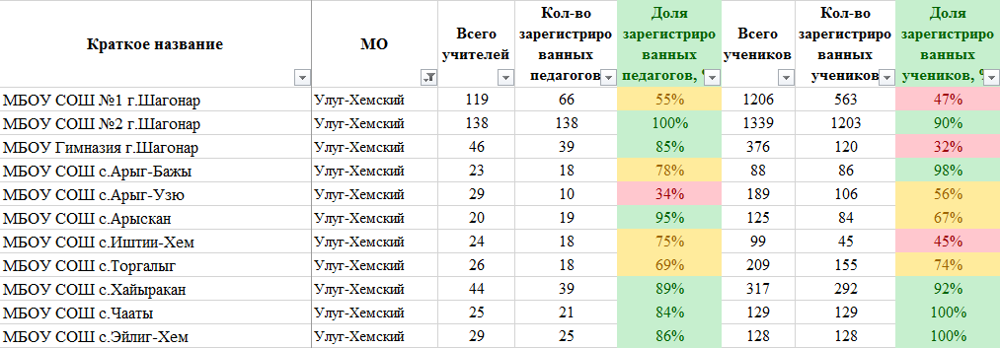 Краткое название МО Всего учителей Кол-во зарегистриро ванных педагогов Доля зарегистриро ванных педагогов, % Всего учеников Кол-во зарегистриро ванных учеников Доля зарегистриро ванных учеников, %
МБОУ СОШ №1 г.Шагонар Улуг-Хемский 119 66 55% 1206 563 47%
МБОУ СОШ №2 г.Шагонар Улуг-Хемский 138 138 100% 1339 1203 90%
МБОУ Гимназия г.Шагонар Улуг-Хемский 46 39 85% 376 120 32%
МБОУ СОШ с.Арыг-Бажы Улуг-Хемский 23 18 78% 88 86 98%
МБОУ СОШ с.Арыг-Узю Улуг-Хемский 29 10 34% 189 106 56%
МБОУ СОШ с.Арыскан Улуг-Хемский 20 19 95% 125 84 67%
МБОУ СОШ с.Иштии-Хем Улуг-Хемский 24 18 75% 99 45 45%
МБОУ СОШ с.Торгалыг Улуг-Хемский 26 18 69% 209 155 74%
МБОУ СОШ с.Хайыракан Улуг-Хемский 44 39 89% 317 292 92%
МБОУ СОШ с.Чааты Улуг-Хемский 25 21 84% 129 129 100%
МБОУ СОШ с.Эйлиг-Хем Улуг-Хемский 29 25 86% 128 128 100%